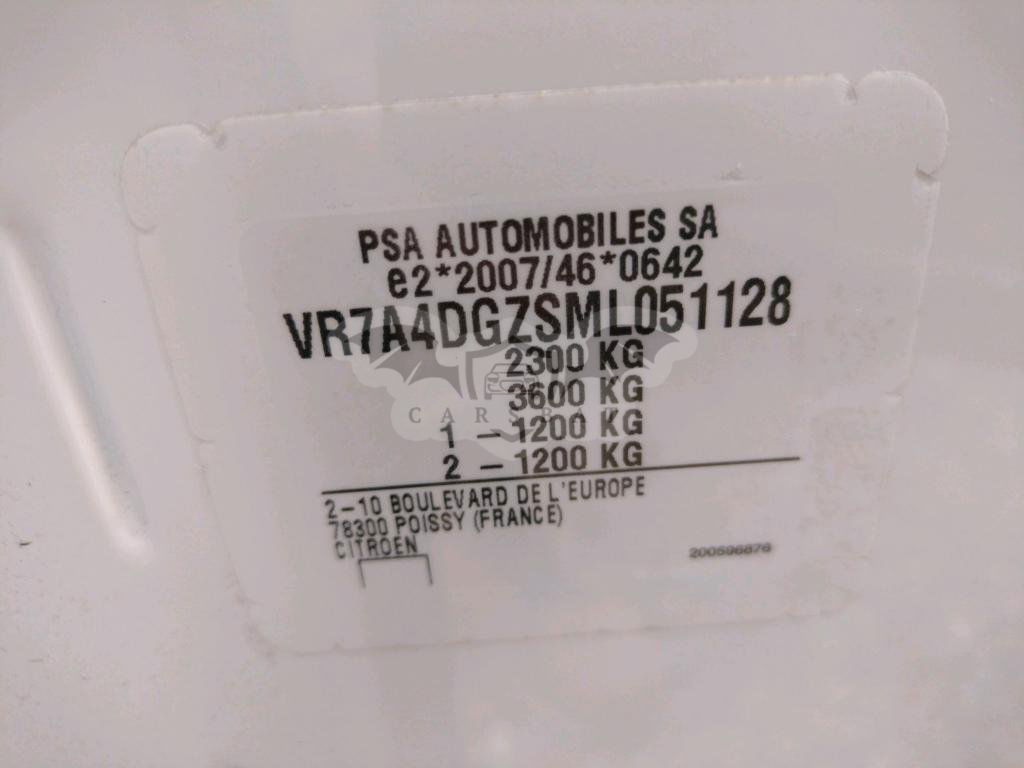 PSA AUTOMOBILES SA
e2*2007/46*0642
VR7A4DGZSML051128
2300 KG
3600 KG
1 - 1200 KG
2 - 1200 KG
2-10 BOULEVARD DE L'EUROPE
78300 POISSY (FRANCE)
CITROEN
200596876